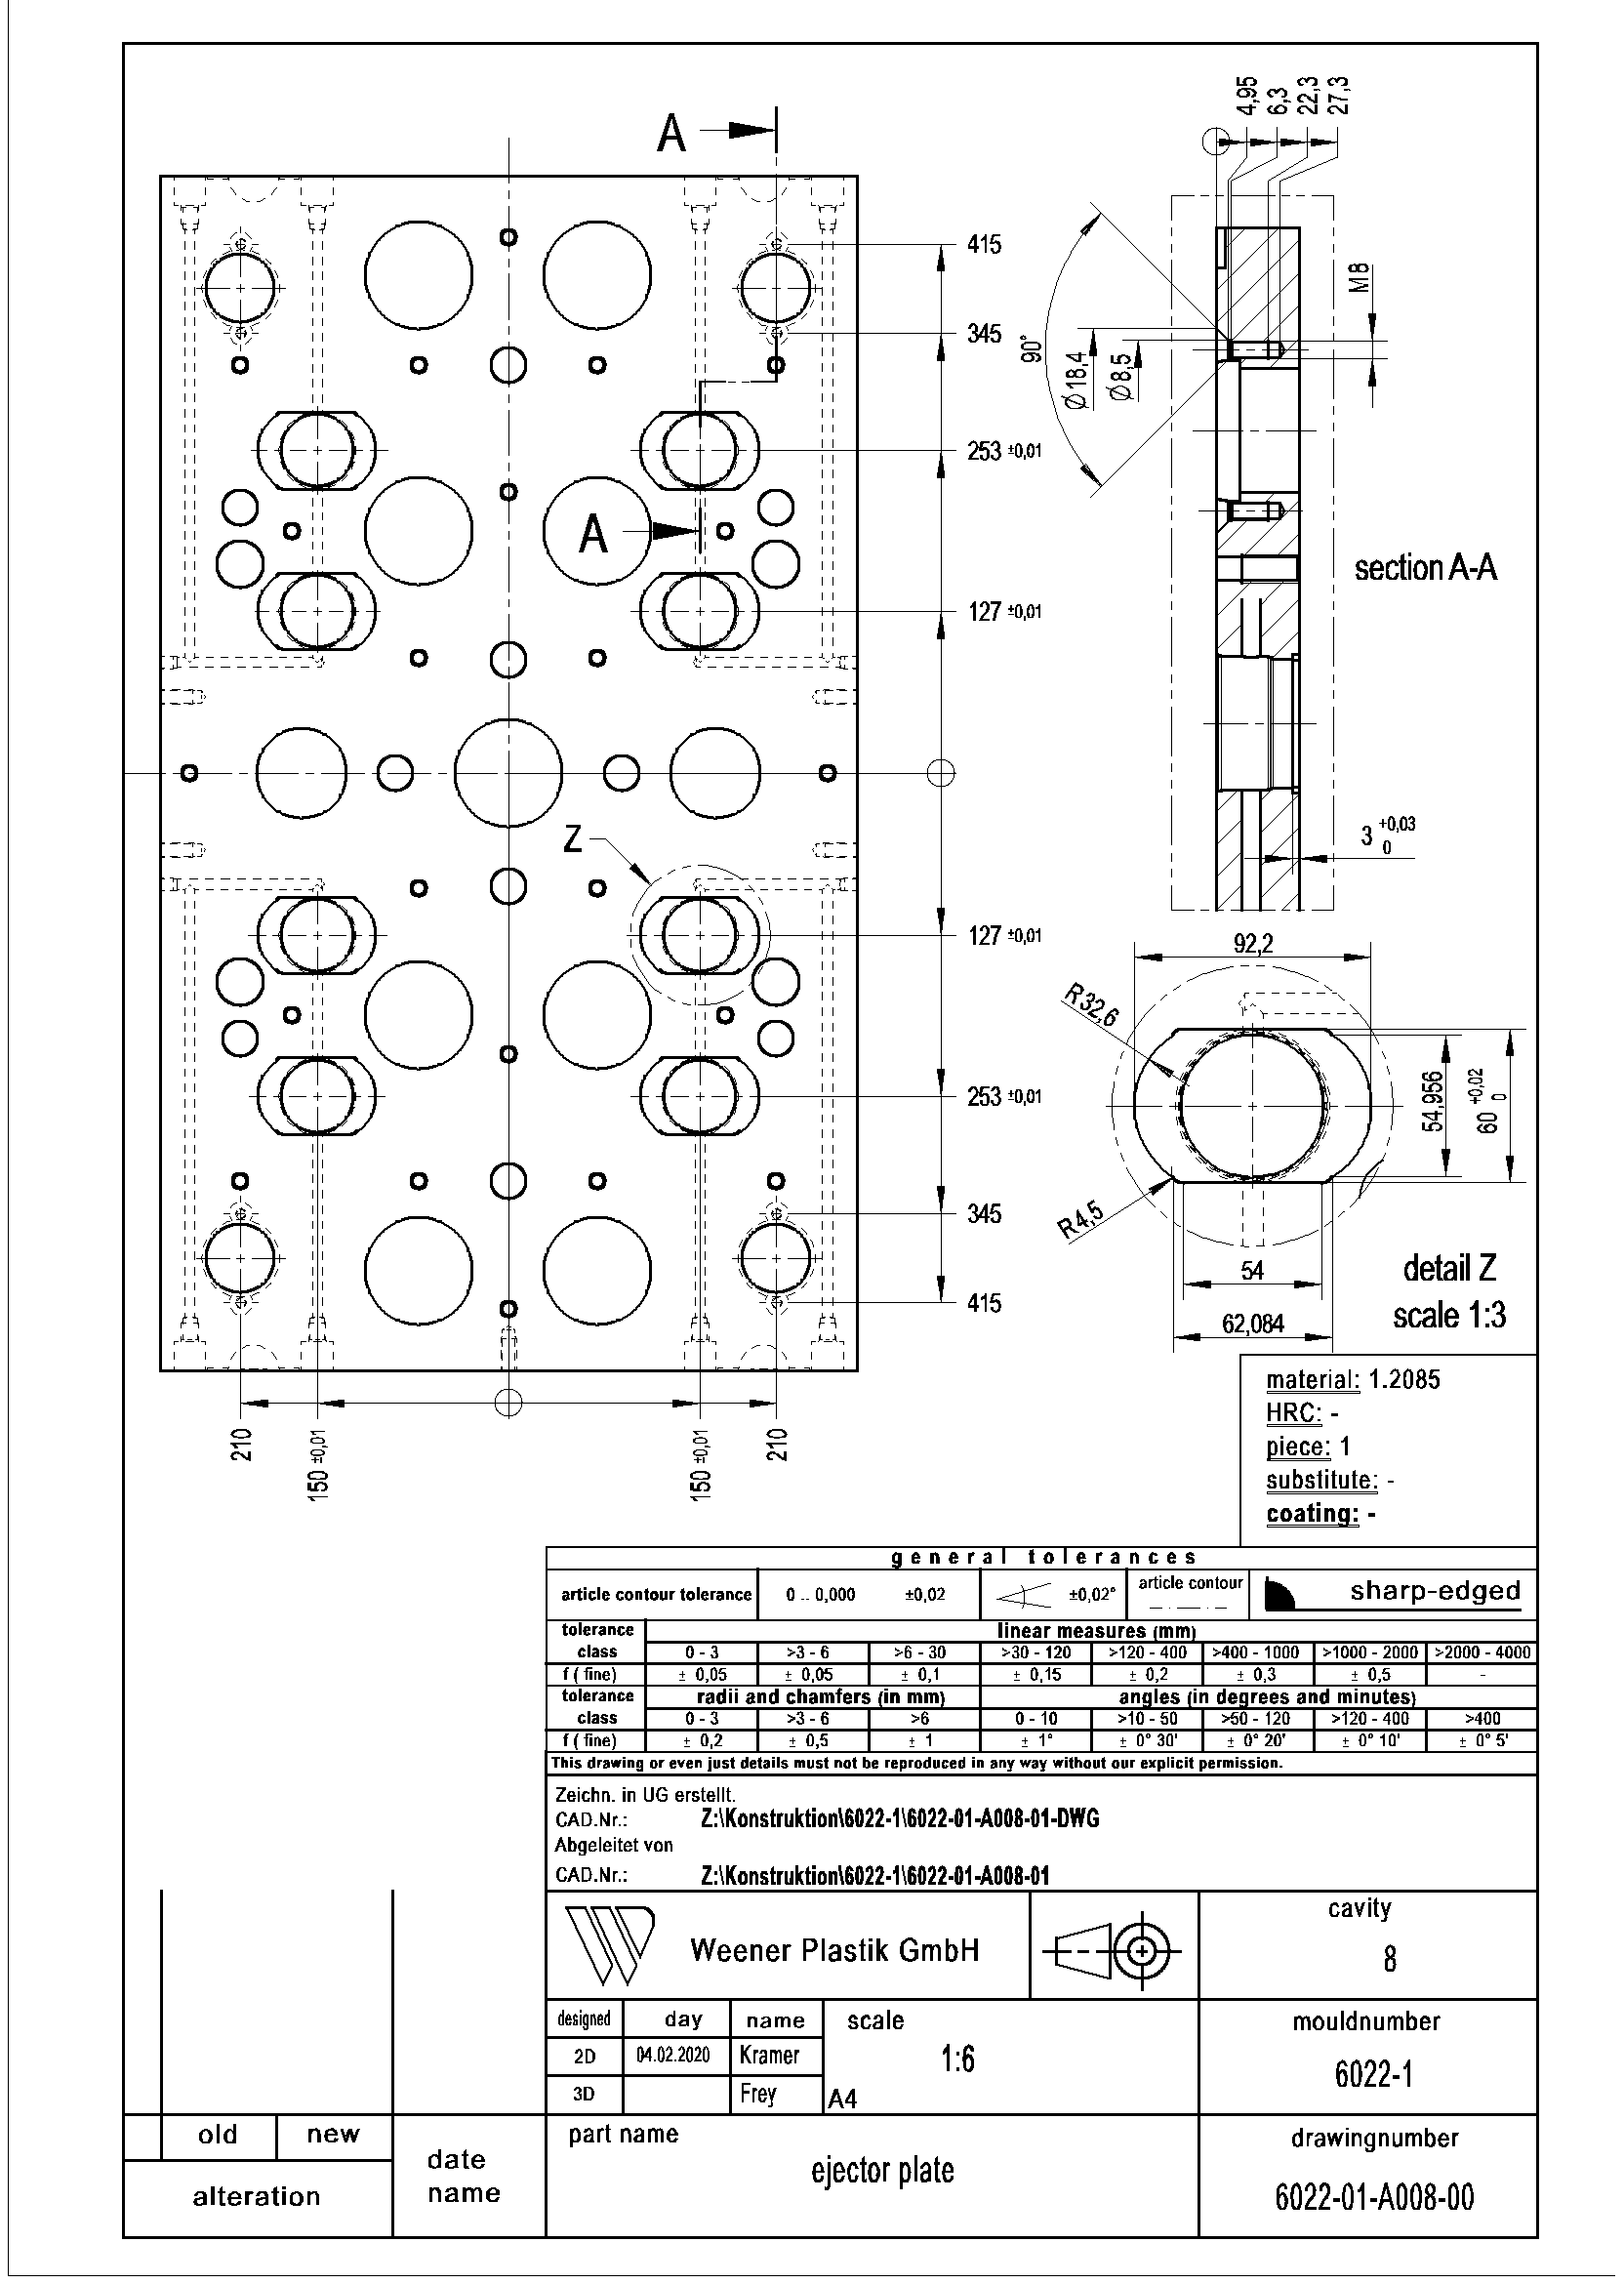 A
4,95
6,3
22,3
27,3
415
345
253 ±0,01
A
127 ±0,01
90°
Ø18,4
Ø8,5
M8
section A-A
3 +0,03 0
Z
127 ±0,01
253 ±0,01
345
415
92,2
R32,6
54,956
60 +0,02 0
R4,5
54
62,084
detail Z
scale 1:3
210
150 ±0,01
150 ±0,01
210
material: 1.2085
HRC: -
piece: 1
substitute: -
coating: -
general tolerances
article contour tolerance 0 .. 0,000 ±0,02 ±0,02° article contour sharp-edged
tolerance class linear measures (mm)
0 - 3 >3 - 6 >6 - 30 >30 - 120 >120 - 400 >400 - 1000 >1000 - 2000 >2000 - 4000
f ( fine) ± 0,05 ± 0,05 ± 0,1 ± 0,15 ± 0,2 ± 0,3 ± 0,5 -
tolerance class radii and chamfers (in mm) angles (in degrees and minutes)
0 - 3 >3 - 6 >6 0 - 10 >10 - 50 >50 - 120 >120 - 400 >400
f ( fine) ± 0,2 ± 0,5 ± 1 ± 1° ± 0° 30' ± 0° 20' ± 0° 10' ± 0° 5'
This drawing or even just details must not be reproduced in any way without our explicit permission.
Zeichn. in UG erstellt.
CAD.Nr.: Z:\Konstruktion\6022-1\6022-01-A008-01-DWG
Abgeleitet von
CAD.Nr.: Z:\Konstruktion\6022-1\6022-01-A008-01
Weener Plastik GmbH
cavity
8
designed day name scale
2D 04.02.2020 Kramer 1:6
3D Frey A4
mouldnumber
6022-1
old new
alteration
date
name
part name
ejector plate
drawingnumber
6022-01-A008-00